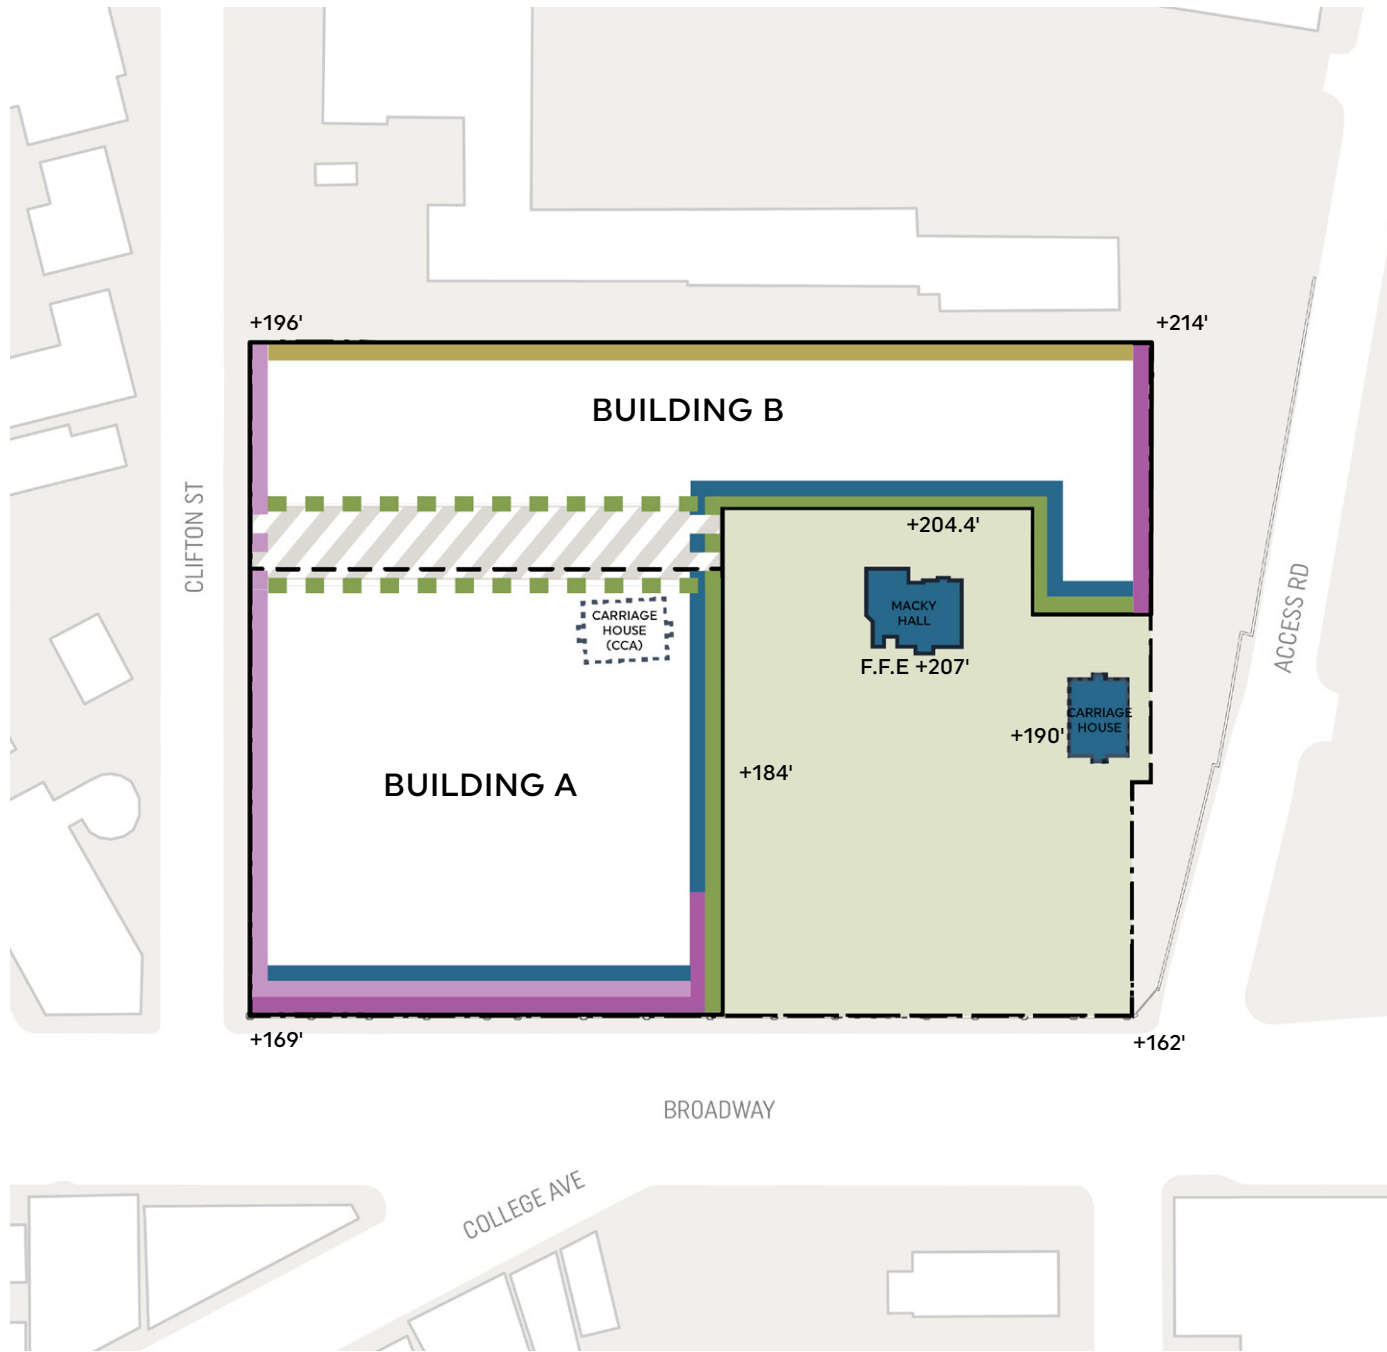 +196'
+214'
BUILDING B
CLIFTON ST
+204.4'
MACKY
HALL
F.F.E +207'
CARRIAGE
HOUSE
(CCA)
ACCESS RD
CARRIAGE
HOUSE
+190'
+184'
BUILDING A
+169'
+162'
BROADWAY
COLLEGE AVE